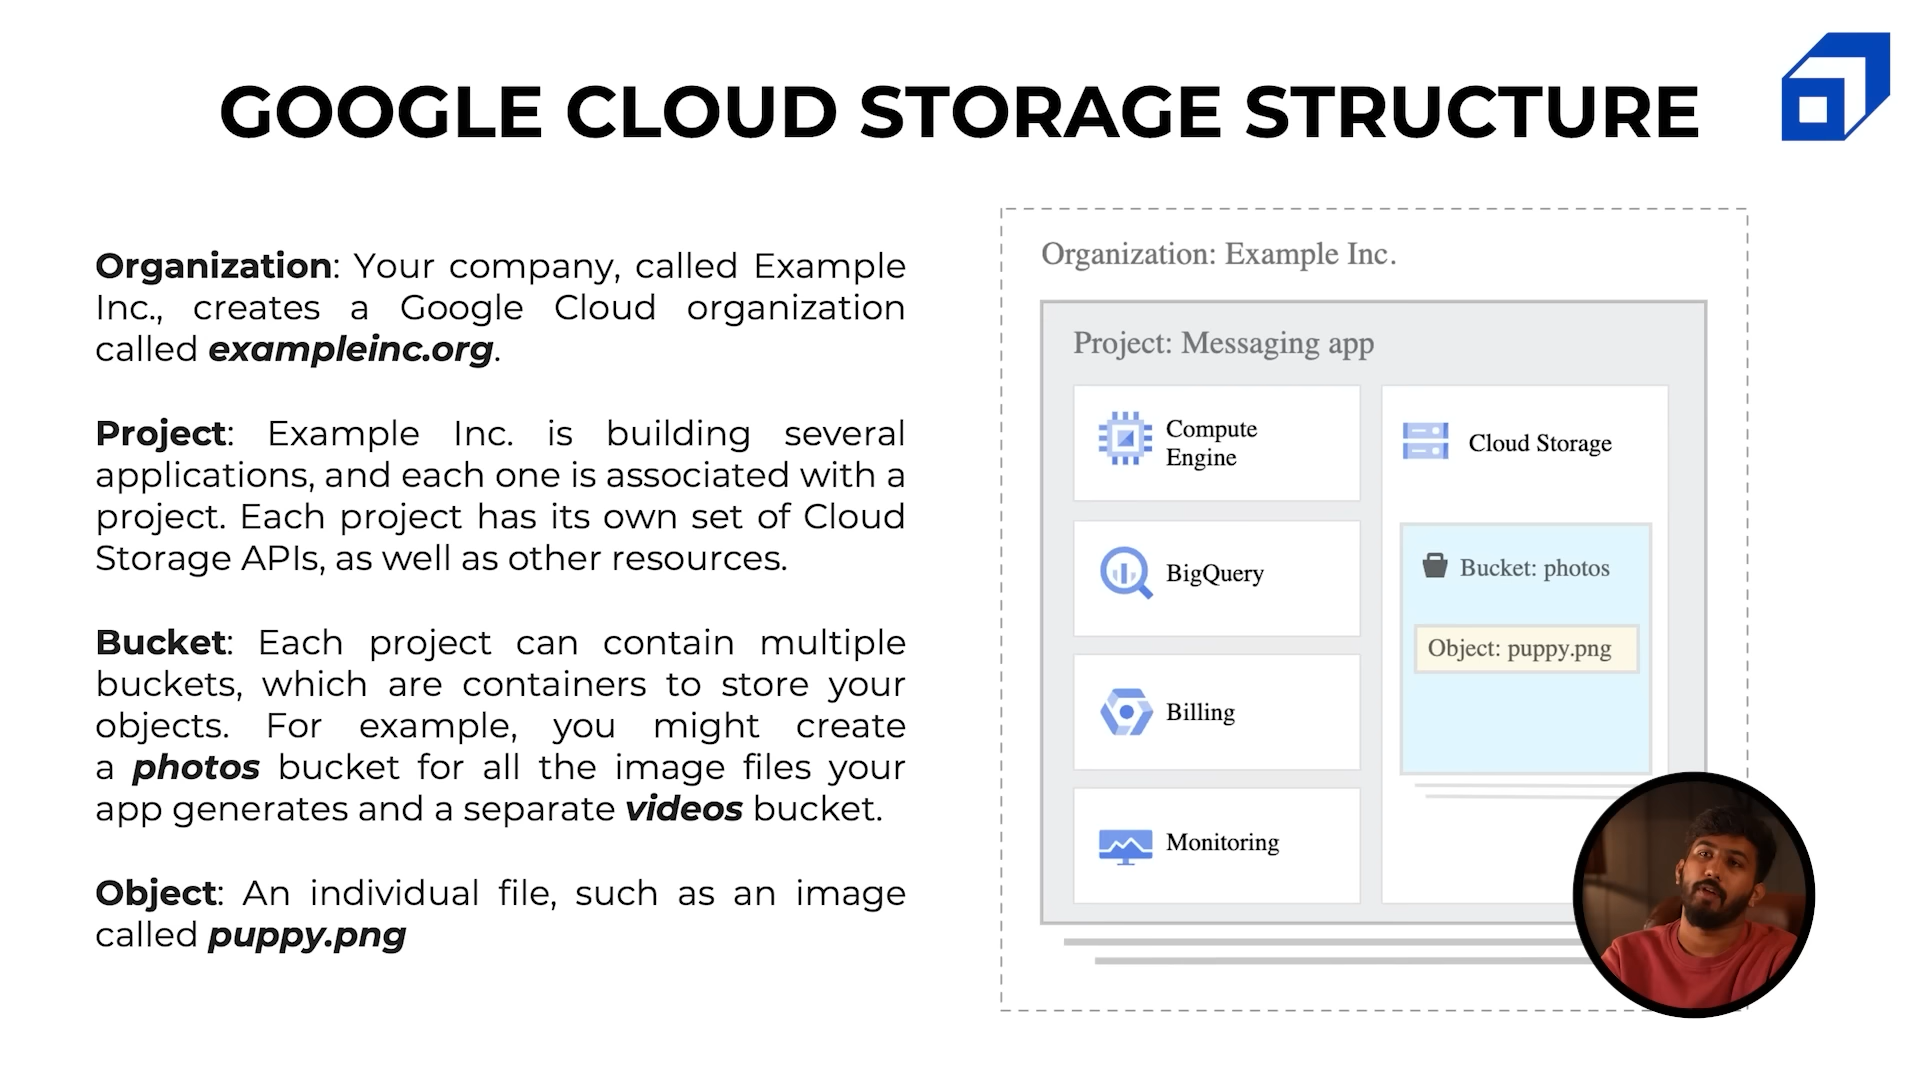 GOOGLE CLOUD STORAGE STRUCTURE
Organization: Your company, called Example
Inc., creates a Google Cloud organization
called exampleinc.org.
Project: Example Inc. is building several
applications, and each one is associated with a
project. Each project has its own set of Cloud
Storage APIs, as well as other resources.
Bucket: Each project can contain multiple
buckets, which are containers to store your
objects. For example, you might create
a photos bucket for all the image files your
app generates and a separate videos bucket.
Object: An individual file, such as an image
called puppy.png
Organization: Example Inc.
Project: Messaging app
Compute
Engine
BigQuery
Billing
Monitoring
Cloud Storage
Bucket: photos
Object: puppy.png